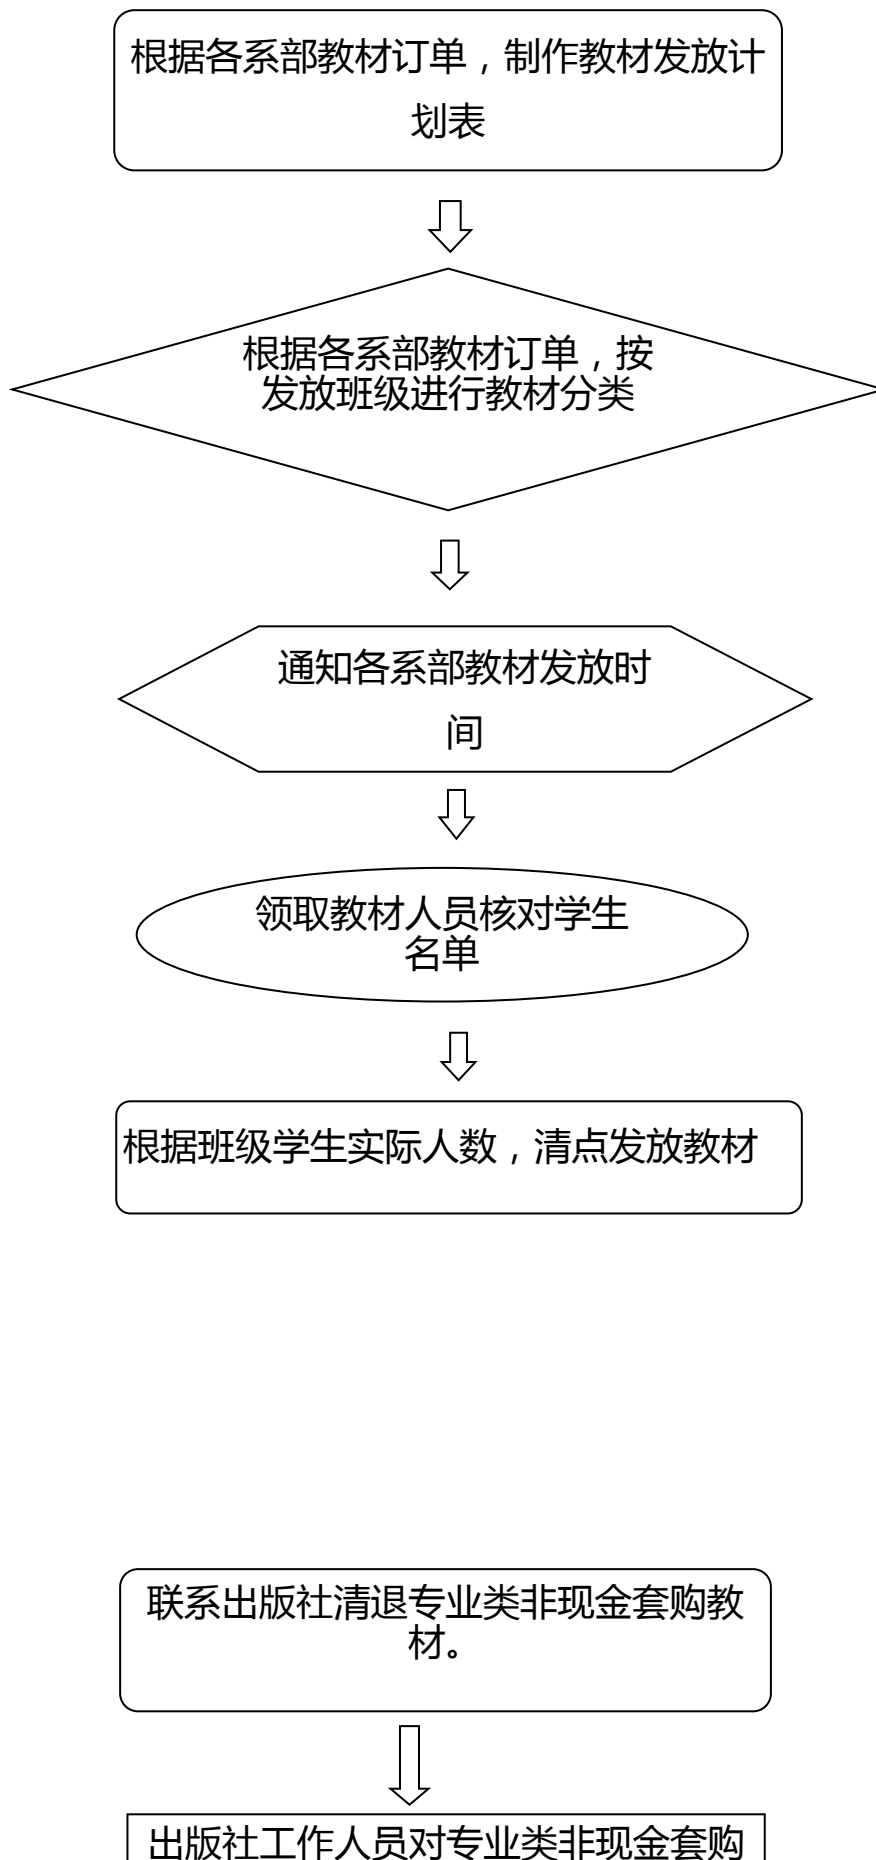 根据各系部教材订单，制作教材发放计
划表
根据各系部教材订单，按
发放班级进行教材分类
通知各系部教材发放时
间
领取教材人员核对学生
名单
根据班级学生实际人数，清点发放教材
联系出版社清退专业类非现金套购教
材。
出版社工作人员对专业类非现金套购